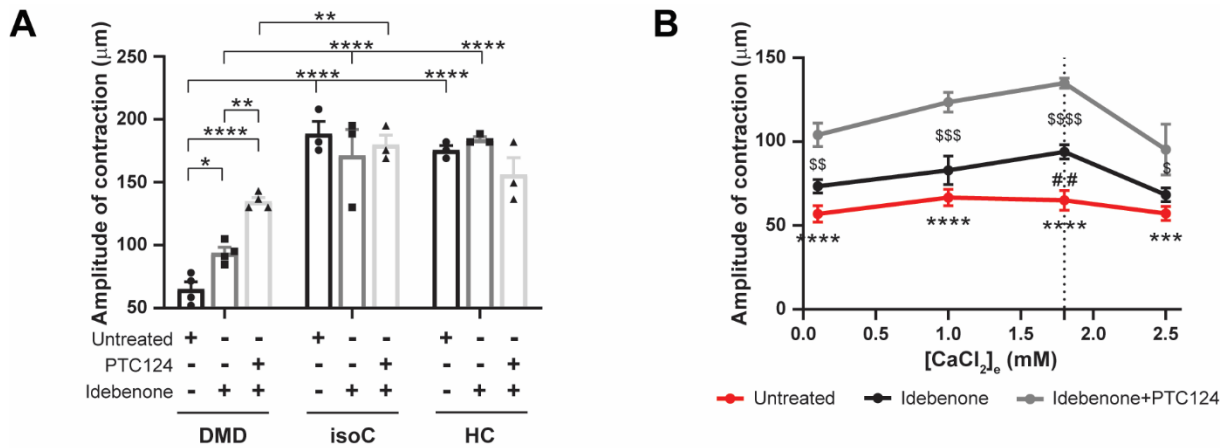 A
**
****
****
****
****
**
****
*
Amplitude of contraction (μm)
250
200
150
100
50
Untreated + - - + - - + - -
PTC124 - - + - - + - - +
Idebenone - + + - + + - + +
DMD isoC HC
B
Amplitude of contraction (μm)
150
100
50
0
$$
$$$
$$$$
$
##
****
****
****
***
0.0 0.5 1.0 1.5 2.0 2.5
[CaCl₂]ₑ (mM)
Untreated Idebenone Idebenone+PTC124